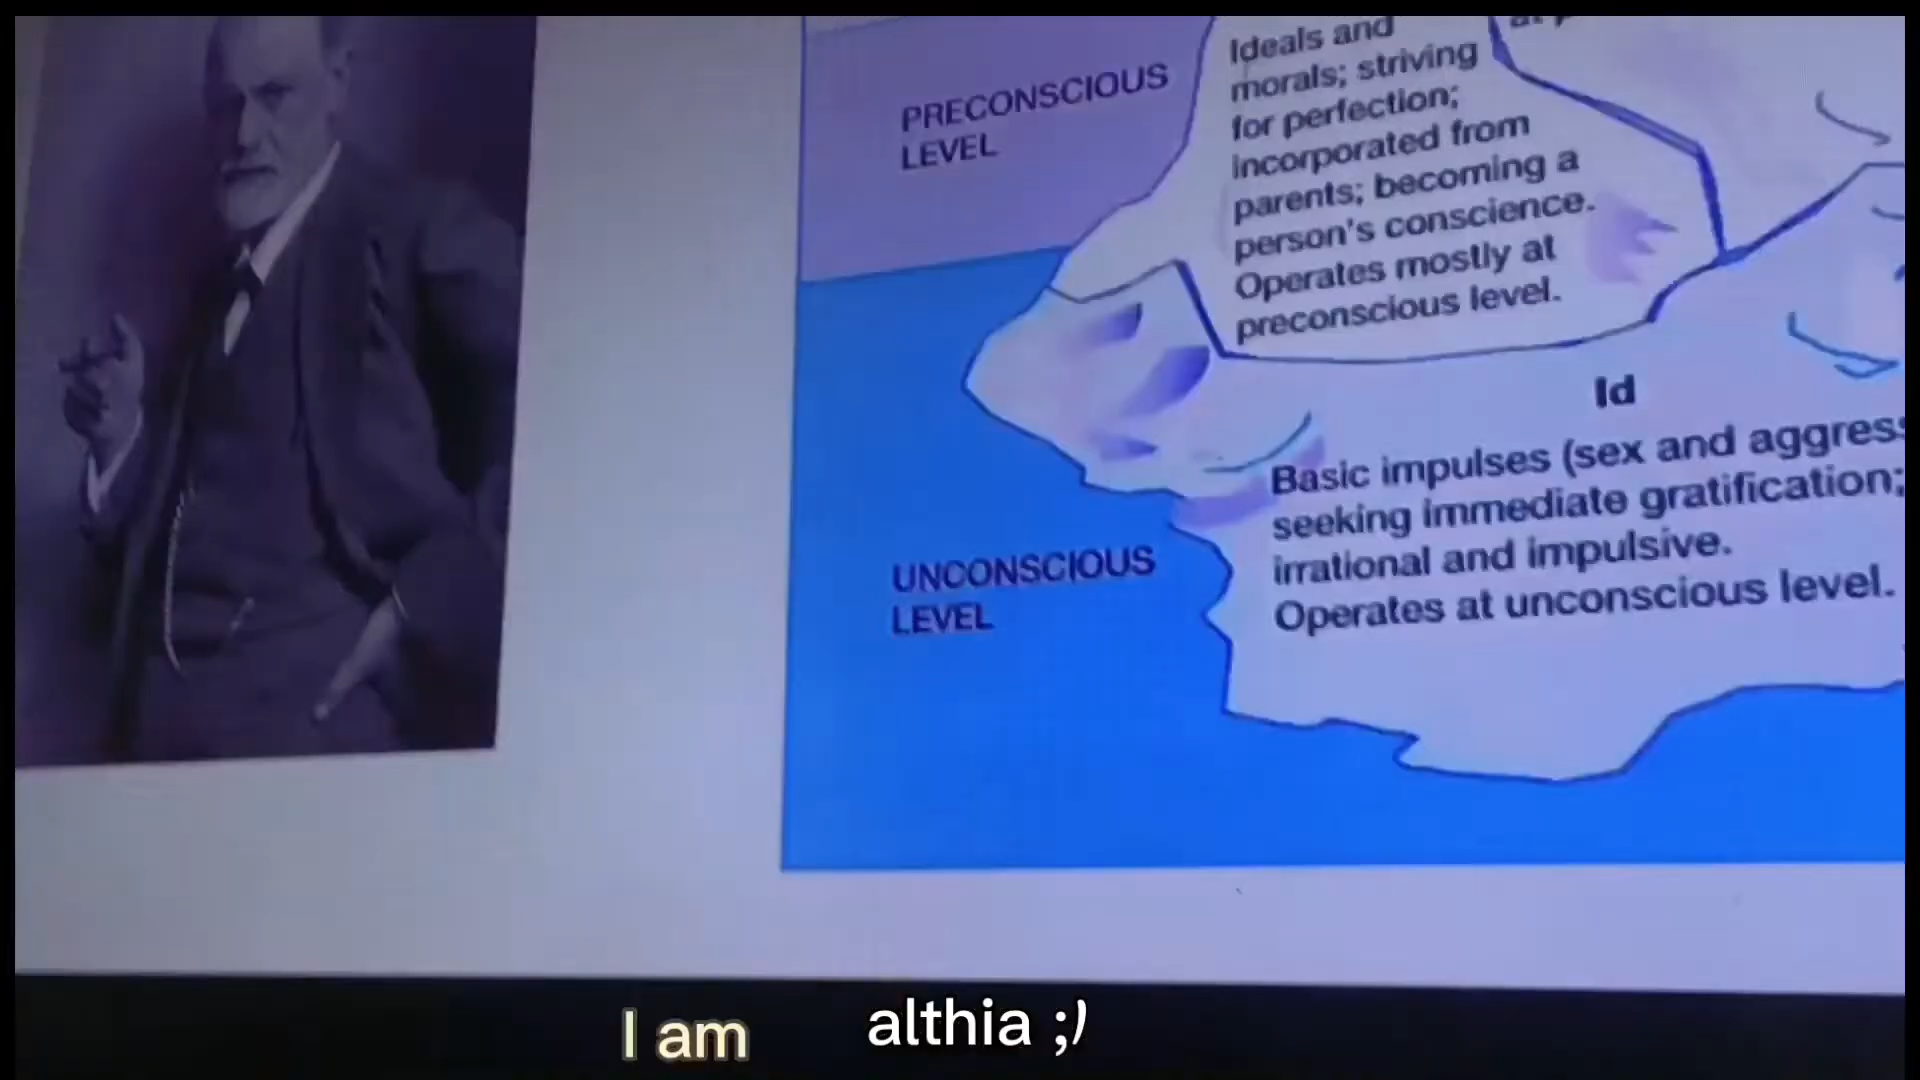 Ideals and
morals; striving
for perfection;
incorporated from
parents; becoming a
person's conscience.
Operates mostly at
preconscious level.
PRECONSCIOUS
LEVEL
Id
Basic impulses (sex and
seeking immediate gratification;
irrational and impulsive.
Operates at unconscious level.
UNCONSCIOUS
LEVEL
I am althia ;)